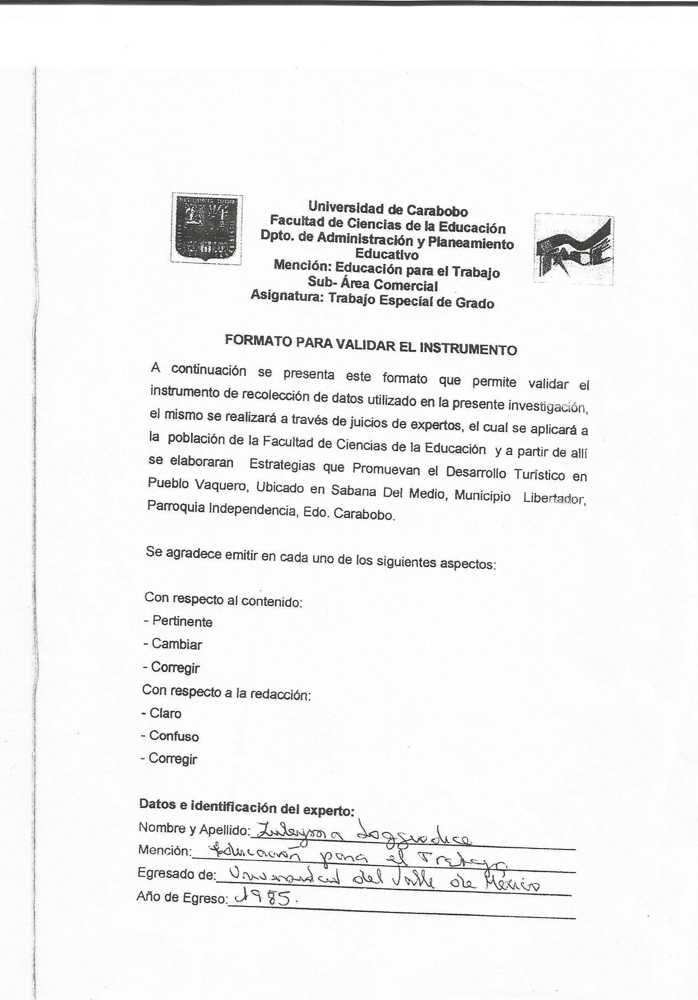 Universidad de Carabobo
Facultad de Ciencias de la Educación
Dpto. de Administración y Planeamiento
Educativo
Mención: Educación para el Trabajo
Sub- Área Comercial
Asignatura: Trabajo Especial de Grado
FORMATO PARA VALIDAR EL INSTRUMENTO
A continuación se presenta este formato que permite validar el
instrumento de recolección de datos utilizado en la presente investigación,
el mismo se realizará a través de juicios de expertos, el cual se aplicará a
la población de la Facultad de Ciencias de la Educación y a partir de allí
se elaboraran Estrategias que Promuevan el Desarrollo Turístico en
Pueblo Vaquero, Ubicado en Sabana Del Medio, Municipio Libertador,
Parroquia Independencia, Edo. Carabobo.
Se agradece emitir en cada uno de los siguientes aspectos:
Con respecto al contenido:
- Pertinente
- Cambiar
- Corregir
Con respecto a la redacción:
- Claro
- Confuso
- Corregir
Datos e identificación del experto:
Nombre y Apellido: Zuleyma Loggiodice
Mención: Educación para el Trabajo
Egresado de: Universidad del Valle de México
Año de Egreso: 1985.